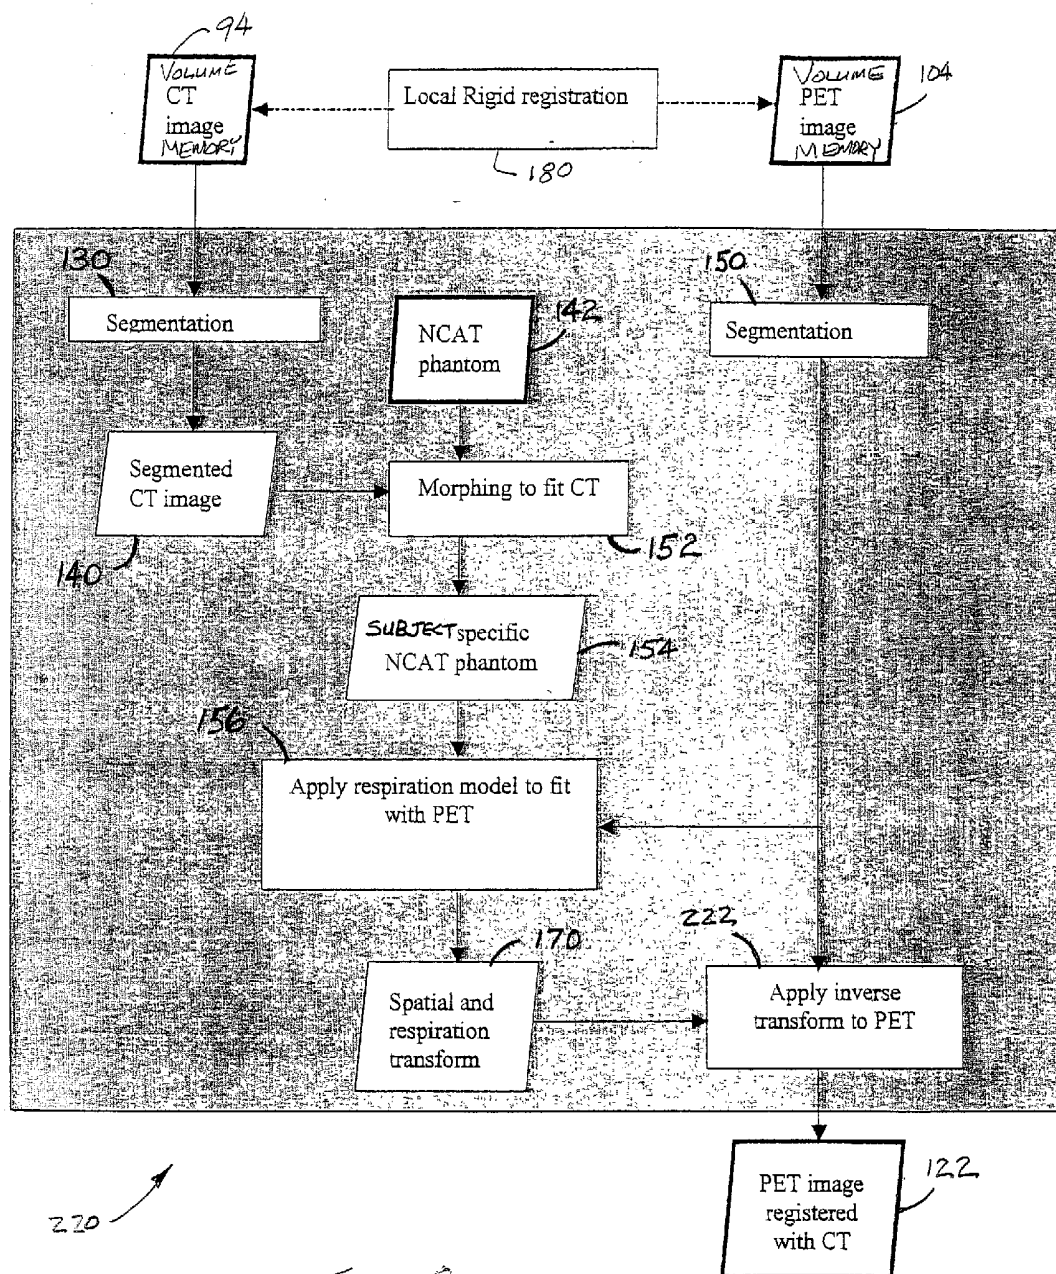 94
VOLUME
CT
image
MEMORY
Local Rigid registration
180
VOLUME
PET
image
MEMORY
104
130
Segmentation
NCAT
phantom
142
150
Segmentation
Segmented
CT image
140
Morphing to fit CT
152
SUBJECT specific
NCAT phantom
154
156
Apply respiration model to fit
with PET
170
Spatial and
respiration
transform
222
Apply inverse
transform to PET
220
PET image
registered
with CT
122